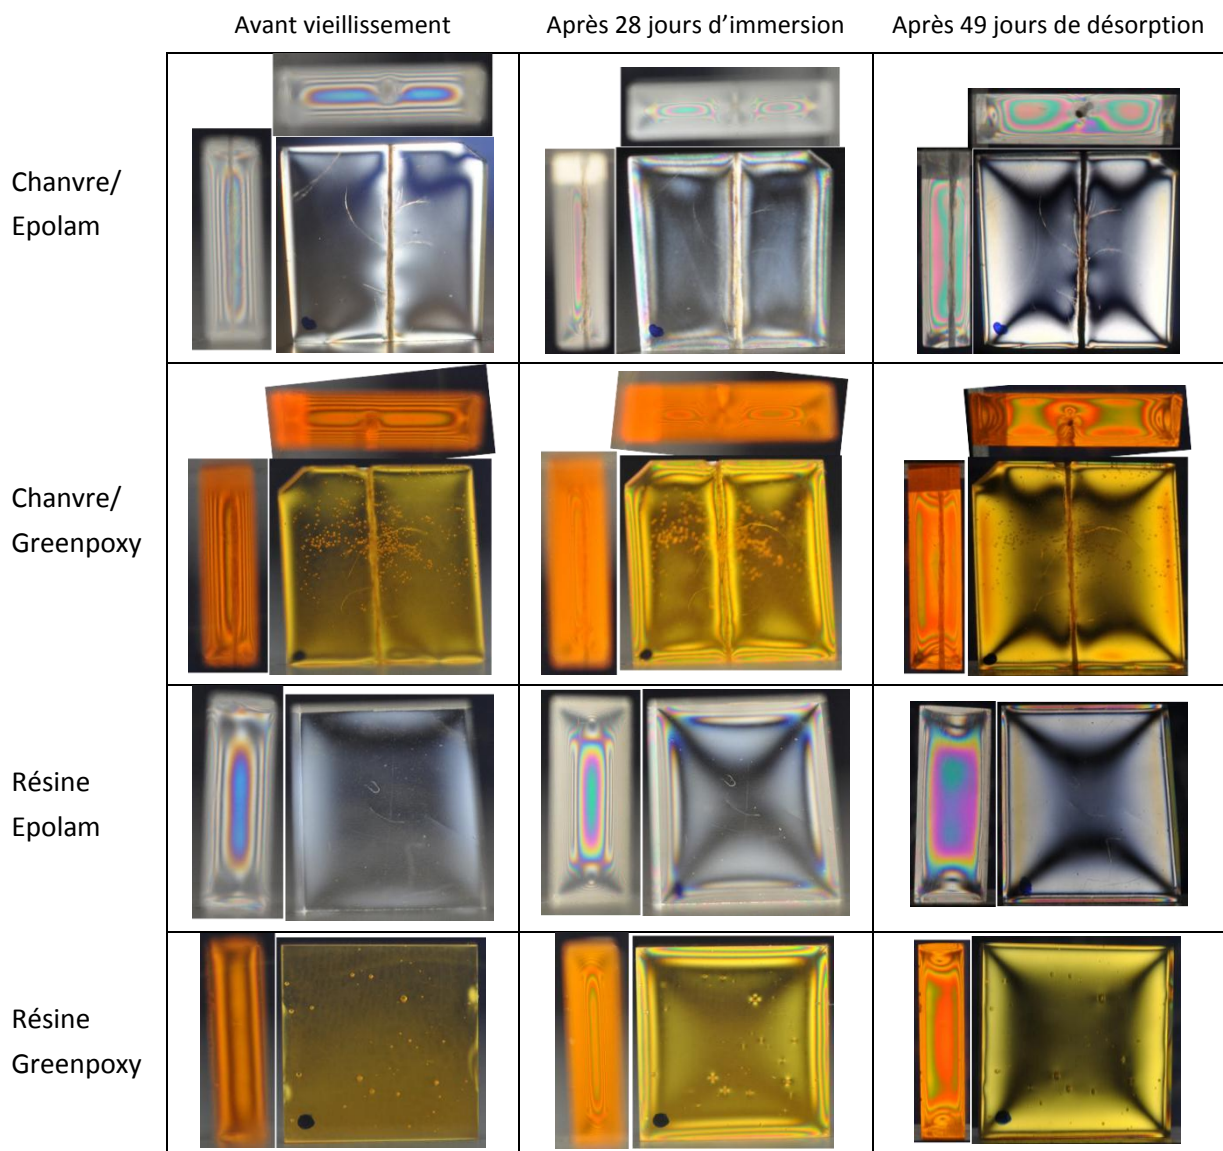 Avant vieillissement
Après 28 jours d’immersion
Après 49 jours de désorption
Chanvre/
Epolam
Chanvre/
Greenpoxy
Résine
Epolam
Résine
Greenpoxy